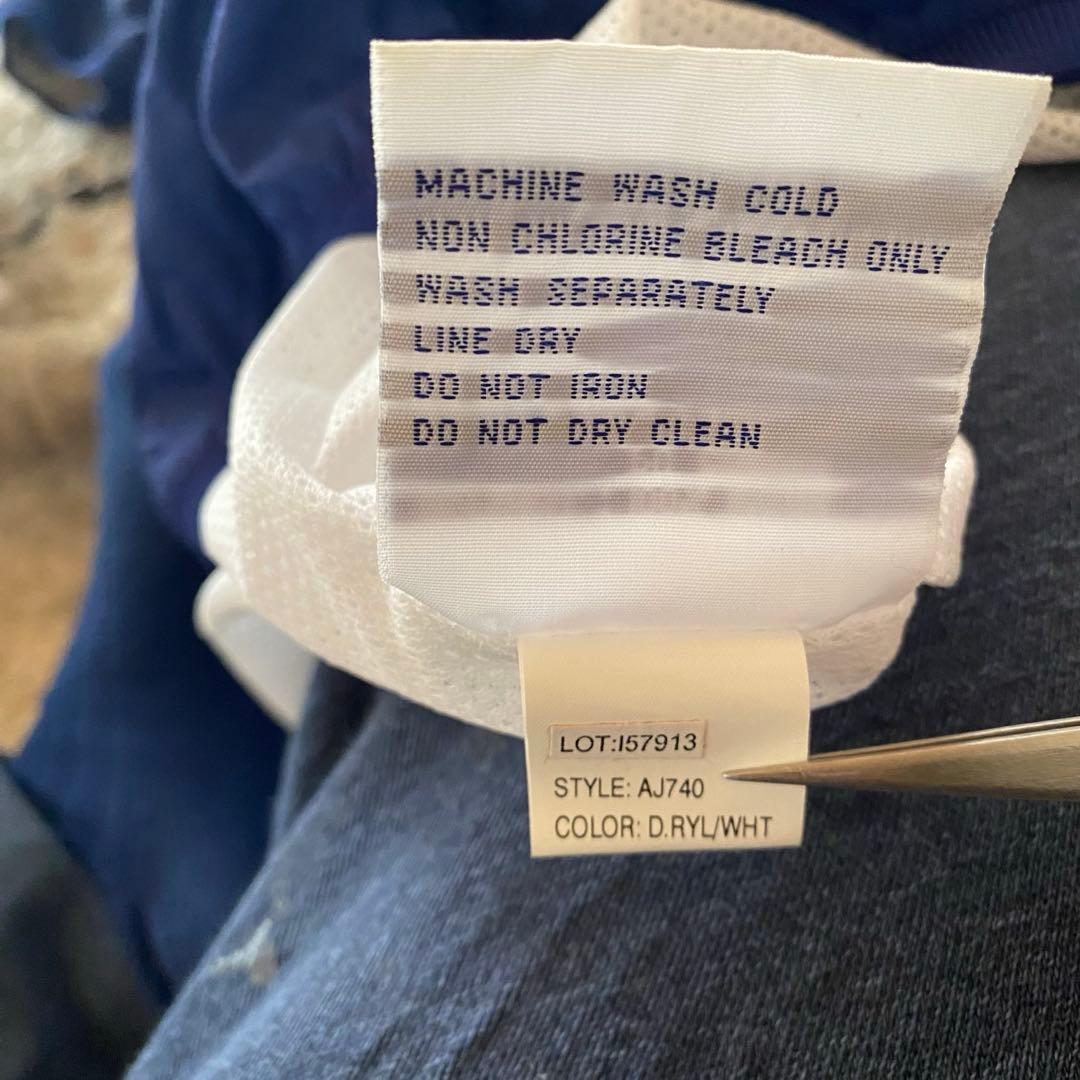 MACHINE WASH COLD
NON CHLORINE BLEACH ONLY
WASH SEPARATELY
LINE DRY
DO NOT IRON
DO NOT DRY CLEAN
LOT:I57913
STYLE: AJ740
COLOR: D.RYL/WHT